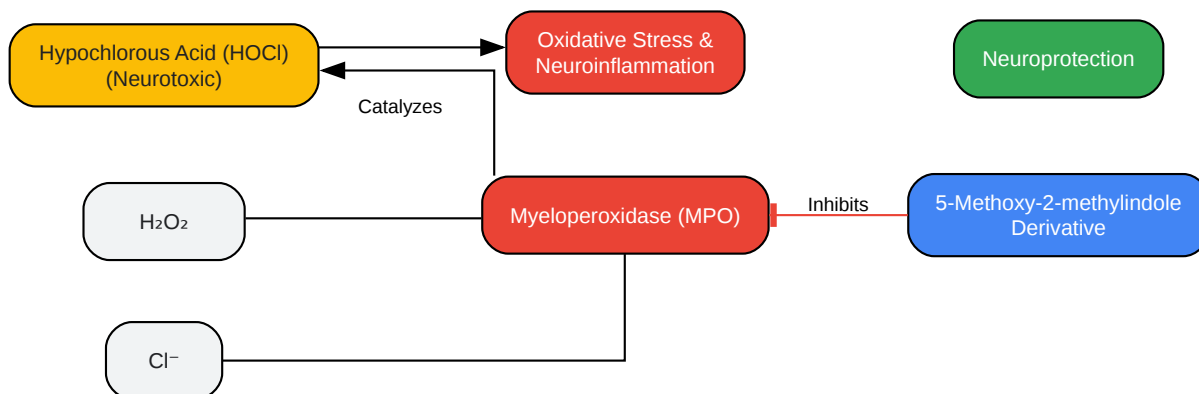 Hypochlorous Acid (HOCl)
(Neurotoxic)
Oxidative Stress &
Neuroinflammation
Neuroprotection
Catalyzes
H₂O₂
Myeloperoxidase (MPO)
Inhibits
5-Methoxy-2-methylindole
Derivative
Cl⁻